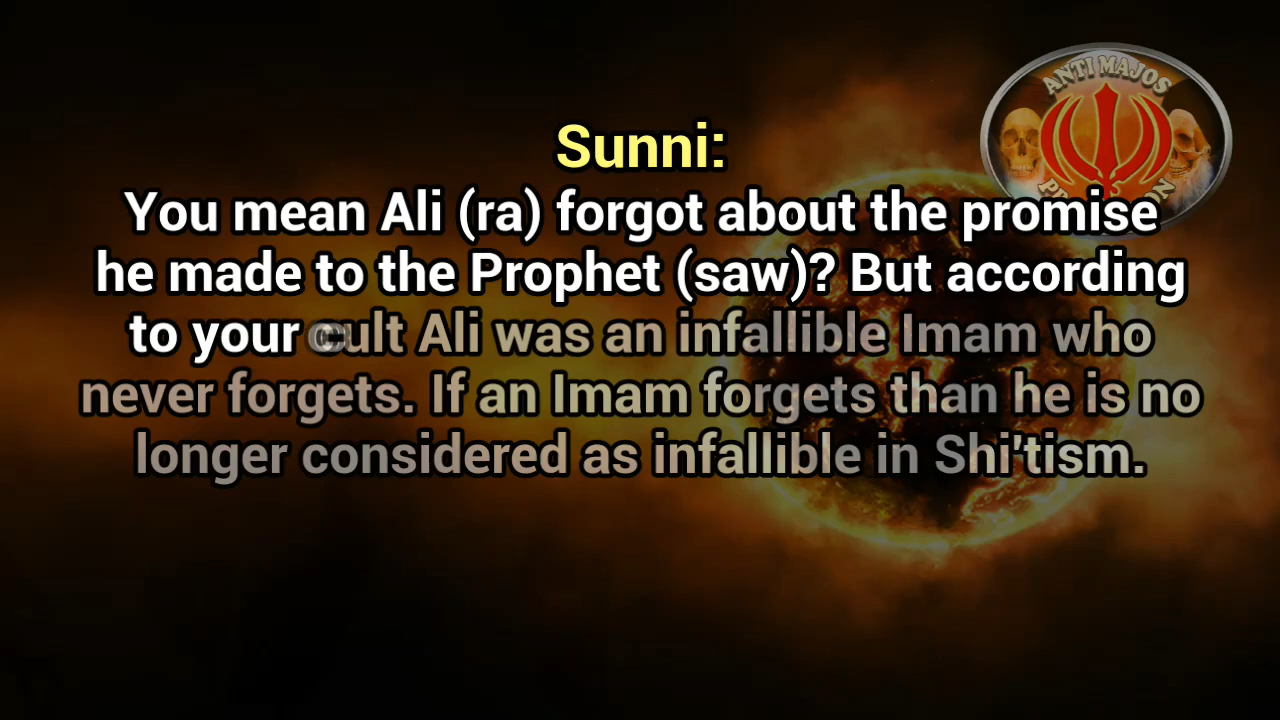 ANTI MAJOS
Sunni:
You mean Ali (ra) forgot about the promise
he made to the Prophet (saw)? But according
to your cult Ali was an infallible Imam who
never forgets. If an Imam forgets than he is no
longer considered as infallible in Shi'tism.